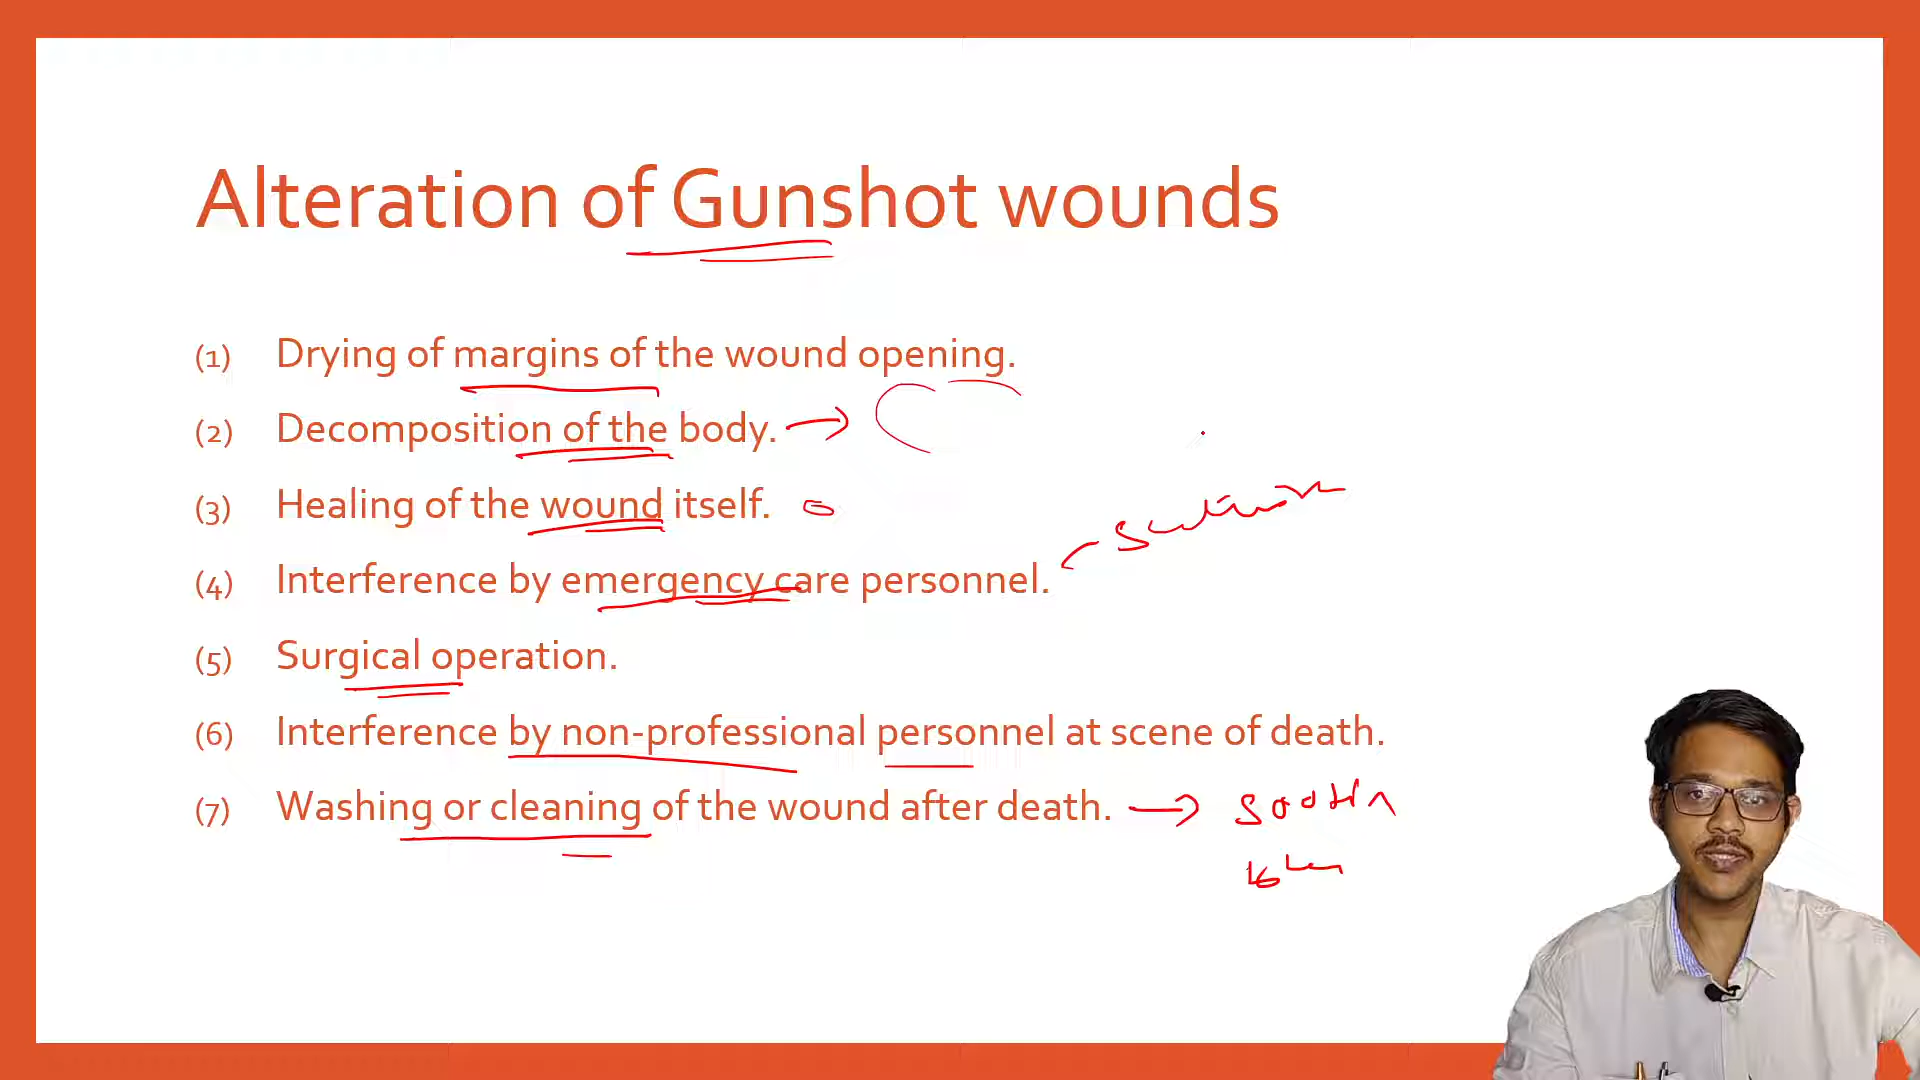 Alteration of Gunshot wounds
(1) Drying of margins of the wound opening.
(2) Decomposition of the body.
(3) Healing of the wound itself.
(4) Interference by emergency care personnel.
(5) Surgical operation.
(6) Interference by non-professional personnel at scene of death.
(7) Washing or cleaning of the wound after death.